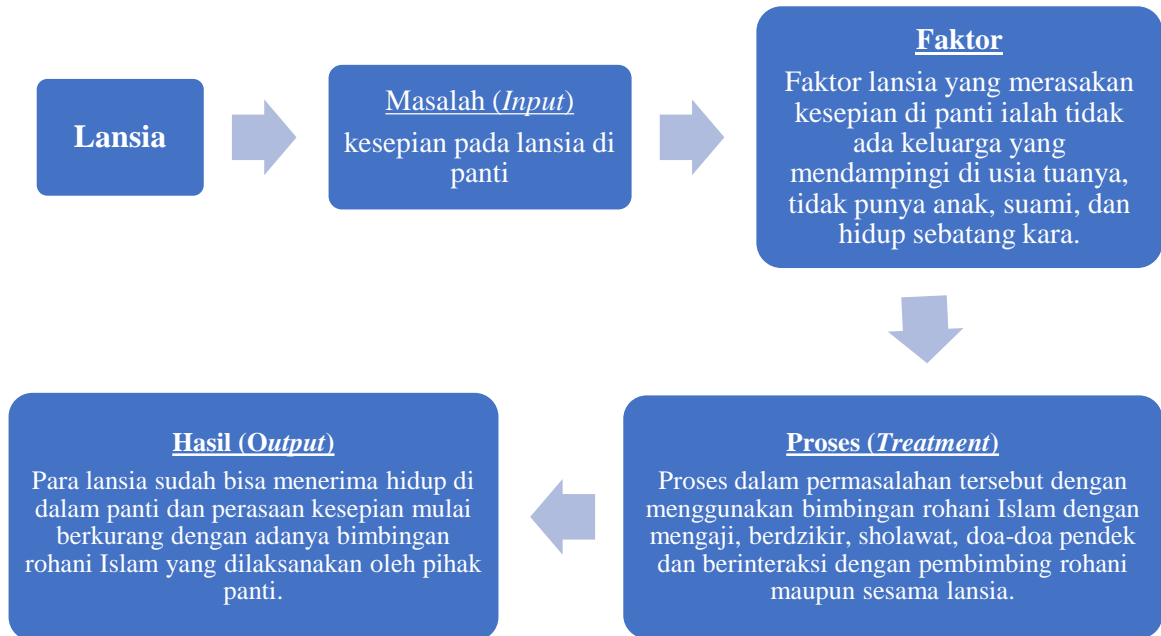 Lansia
Masalah (Input)
kesepian pada lansia di
panti
Faktor
Faktor lansia yang merasakan
kesepian di panti ialah tidak
ada keluarga yang
mendampingi di usia tuanya,
tidak punya anak, suami, dan
hidup sebatang kara.
Proses (Treatment)
Proses dalam permasalahan tersebut dengan
menggunakan bimbingan rohani Islam dengan
mengaji, berdzikir, sholawat, doa-doa pendek
dan berinteraksi dengan pembimbing rohani
maupun sesama lansia.
Hasil (Output)
Para lansia sudah bisa menerima hidup di
dalam panti dan perasaan kesepian mulai
berkurang dengan adanya bimbingan
rohani Islam yang dilaksanakan oleh pihak
panti.